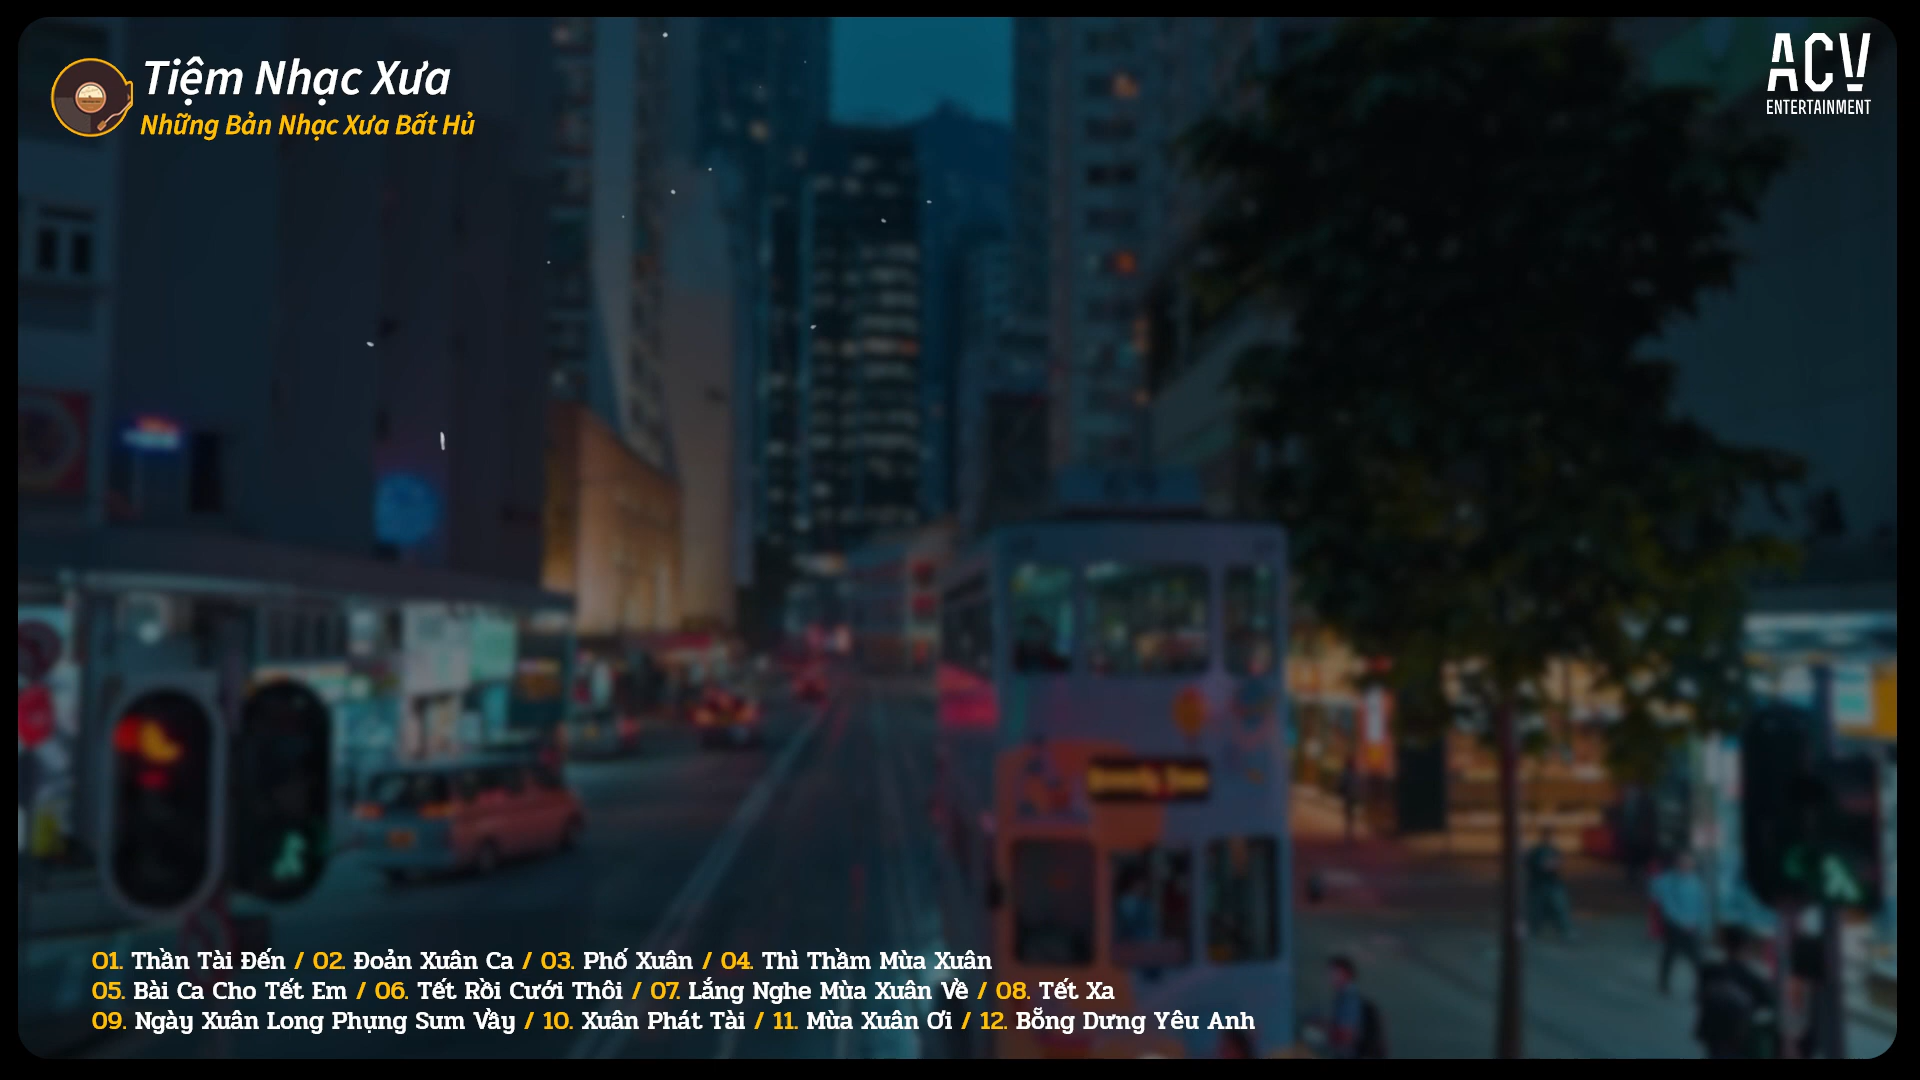 Tiệm Nhạc Xưa
Những Bản Nhạc Xưa Bất Hủ
ACV
ENTERTAINMENT
01. Thần Tài Đến / 02. Đoản Xuân Ca / 03. Phố Xuân / 04. Thì Thầm Mùa Xuân
05. Bài Ca Cho Tết Em / 06. Tết Rồi Cưới Thôi / 07. Lắng Nghe Mùa Xuân Về / 08. Tết Xa
09. Ngày Xuân Long Phụng Sum Vầy / 10. Xuân Phát Tài / 11. Mùa Xuân Ơi / 12. Bỗng Dưng Yêu Anh